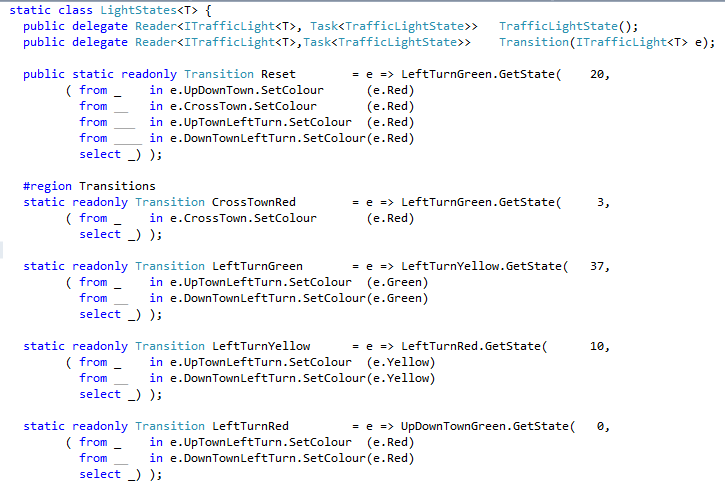 static class LightStates<T> {
  public delegate Reader<ITrafficLight<T>, Task<TrafficLightState>>   TrafficLightState();
  public delegate Reader<ITrafficLight<T>,Task<TrafficLightState>>    Transition(ITrafficLight<T> e);

  public static readonly Transition Reset       = e => LeftTurnGreen.GetState(    20,
       ( from _    in e.UpDownTown.SetColour     (e.Red)
         from __   in e.CrossTown.SetColour      (e.Red)
         from ___  in e.UpTownLeftTurn.SetColour  (e.Red)
         from ____ in e.DownTownLeftTurn.SetColour(e.Red)
         select _) );

  #region Transitions
  static readonly Transition CrossTownRed       = e => LeftTurnGreen.GetState(     3,
       ( from _    in e.CrossTown.SetColour      (e.Red)
         select _) );

  static readonly Transition LeftTurnGreen      = e => LeftTurnYellow.GetState(   37,
       ( from _    in e.UpTownLeftTurn.SetColour  (e.Green)
         from __   in e.DownTownLeftTurn.SetColour(e.Green)
         select _) );

  static readonly Transition LeftTurnYellow     = e => LeftTurnRed.GetState(      10,
       ( from _    in e.UpTownLeftTurn.SetColour  (e.Yellow)
         from __   in e.DownTownLeftTurn.SetColour(e.Yellow)
         select _) );

  static readonly Transition LeftTurnRed        = e => UpDownTownGreen.GetState(   0,
       ( from _    in e.UpTownLeftTurn.SetColour  (e.Red)
         from __   in e.DownTownLeftTurn.SetColour(e.Red)
         select _) );